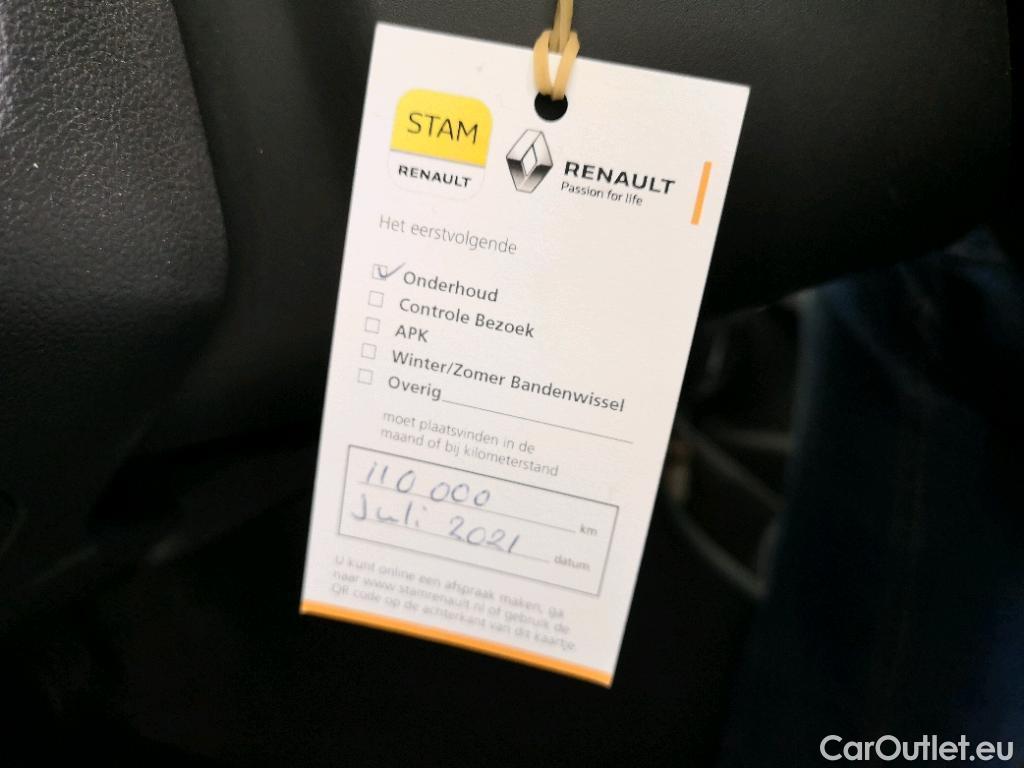 STAM
RENAULT
RENAULT
Passion for life
Het eerstvolgende
Onderhoud
Controle Bezoek
APK
Winter/Zomer Bandenwissel
Overig
moet plaatsvinden in de
maand of bij kilometerstand
110 000 km
Juli 2021 datum
U kunt online een afspraak maken, ga
naar www.stamrenault.nl of gebruik de
QR code op de achterkant van dit kaartje.
CarOutlet.eu